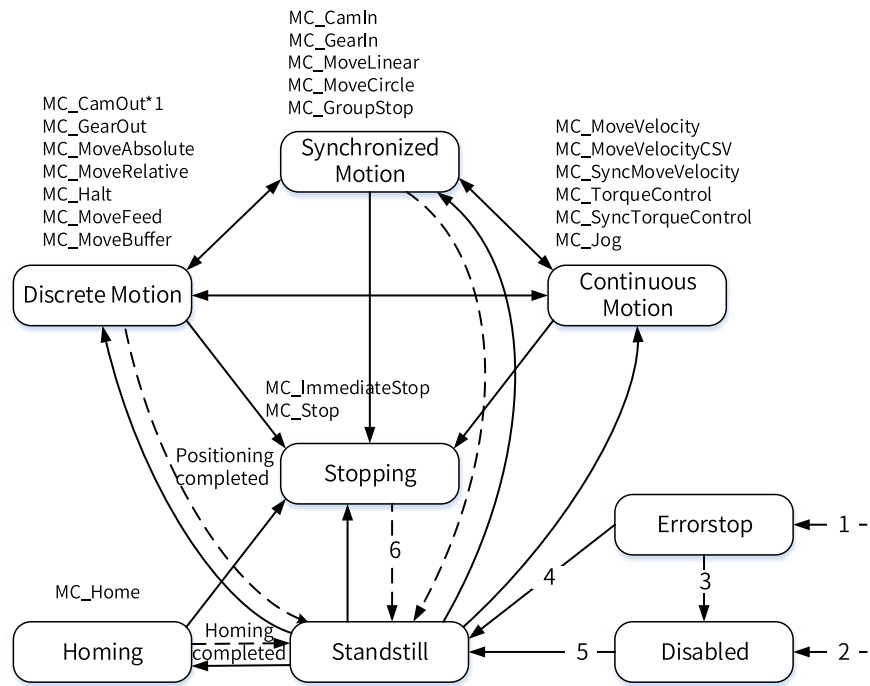 MC_CamIn
MC_GearIn
MC_MoveLinear
MC_MoveCircle
MC_GroupStop
MC_CamOut*1
MC_GearOut
MC_MoveAbsolute
MC_MoveRelative
MC_Halt
MC_MoveFeed
MC_MoveBuffer
MC_MoveVelocity
MC_MoveVelocityCSV
MC_SyncMoveVelocity
MC_TorqueControl
MC_SyncTorqueControl
MC_Jog
Synchronized
Motion
Discrete Motion
Continuous
Motion
MC_ImmediateStop
MC_Stop
Positioning
completed
Stopping
Errorstop
1
6
4
3
MC_Home
Homing
Homing
completed
Standstill
5
Disabled
2